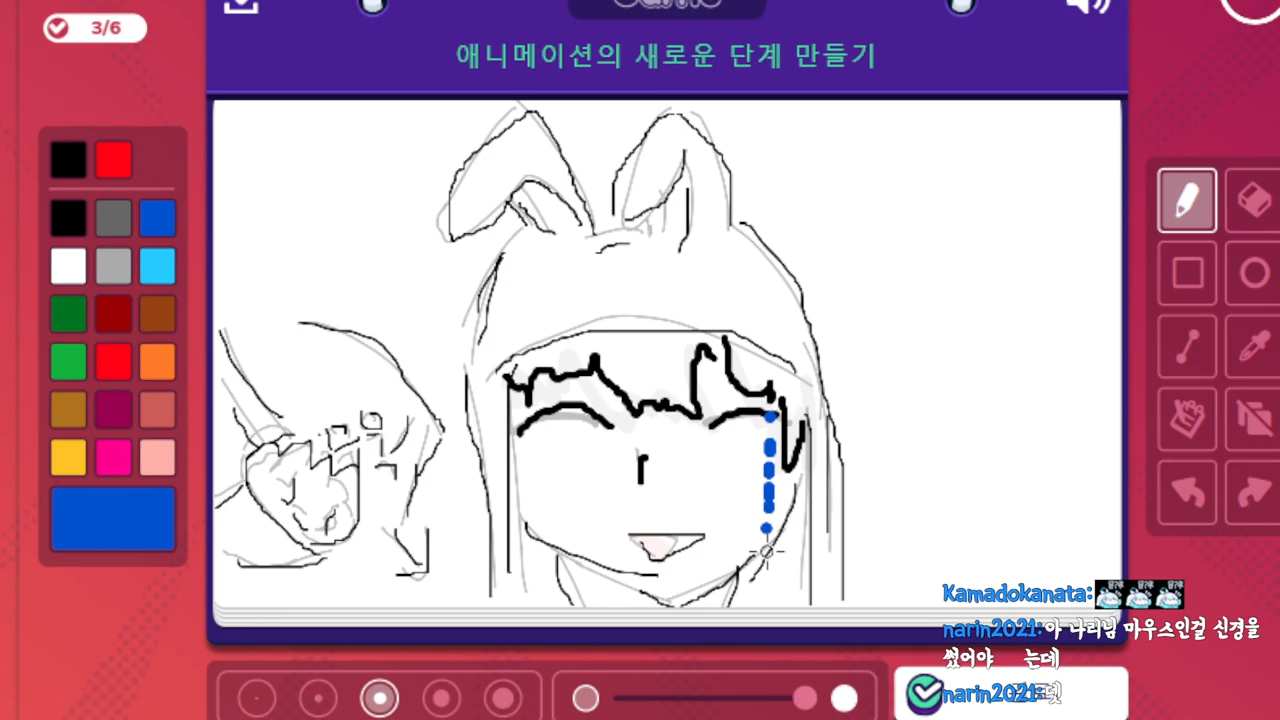 3/6
애니메이션의 새로운 단계 만들기
Kamadokanata:
narin2021:아 나리님 마우스인걸 신경을
썼어야 는데
narin2021: